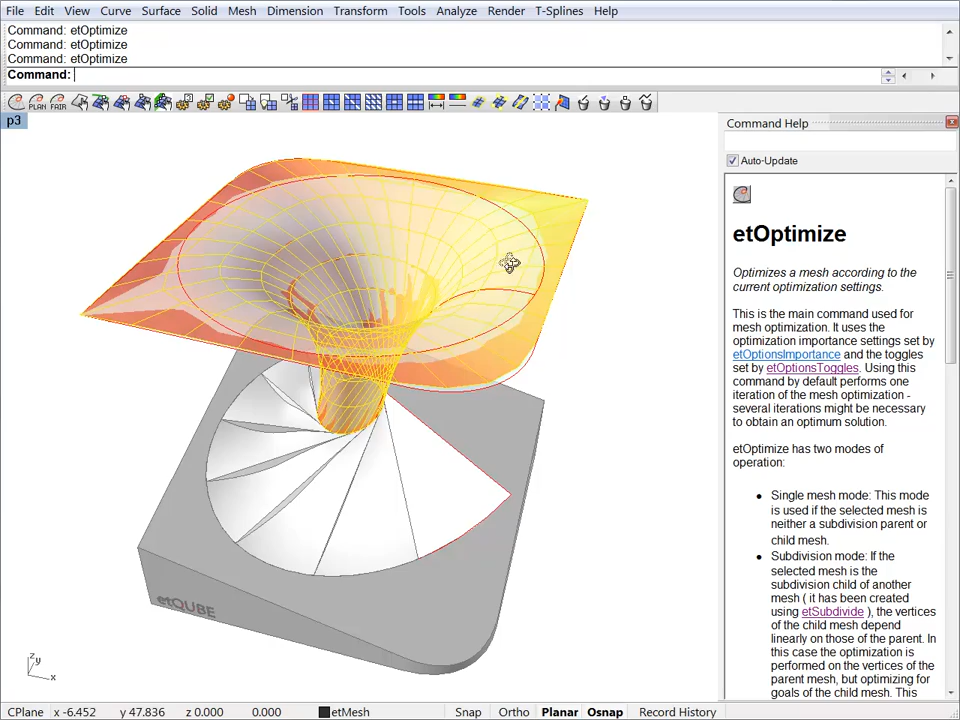 File Edit View Curve Surface Solid Mesh Dimension Transform Tools Analyze Render T-Splines Help
Command: etOptimize
Command: etOptimize
Command: etOptimize
Command:
PLAN FAIR
p3
Command Help
Auto-Update
etOptimize
Optimizes a mesh according to the
current optimization settings.
This is the main command used for
mesh optimization. It uses the
optimization importance settings set by
etOptionsImportance and the toggles
set by etOptionsToggles. Using this
command by default performs one
iteration of the mesh optimization -
several iterations might be necessary
to obtain an optimum solution.
etOptimize has two modes of
operation:
• Single mesh mode: This mode
is used if the selected mesh is
neither a subdivision parent or
child mesh.
• Subdivision mode: If the
selected mesh is the
subdivision child of another
mesh ( it has been created
using etSubdivide ), the vertices
of the child mesh depend
linearly on those of the parent. In
this case the optimization is
performed on the vertices of the
parent mesh, but optimizing for
goals of the child mesh. This
etQUBE
z
y
x
CPlane x -6.452 y 47.836 z 0.000 0.000 etMesh Snap Ortho Planar Osnap Record History